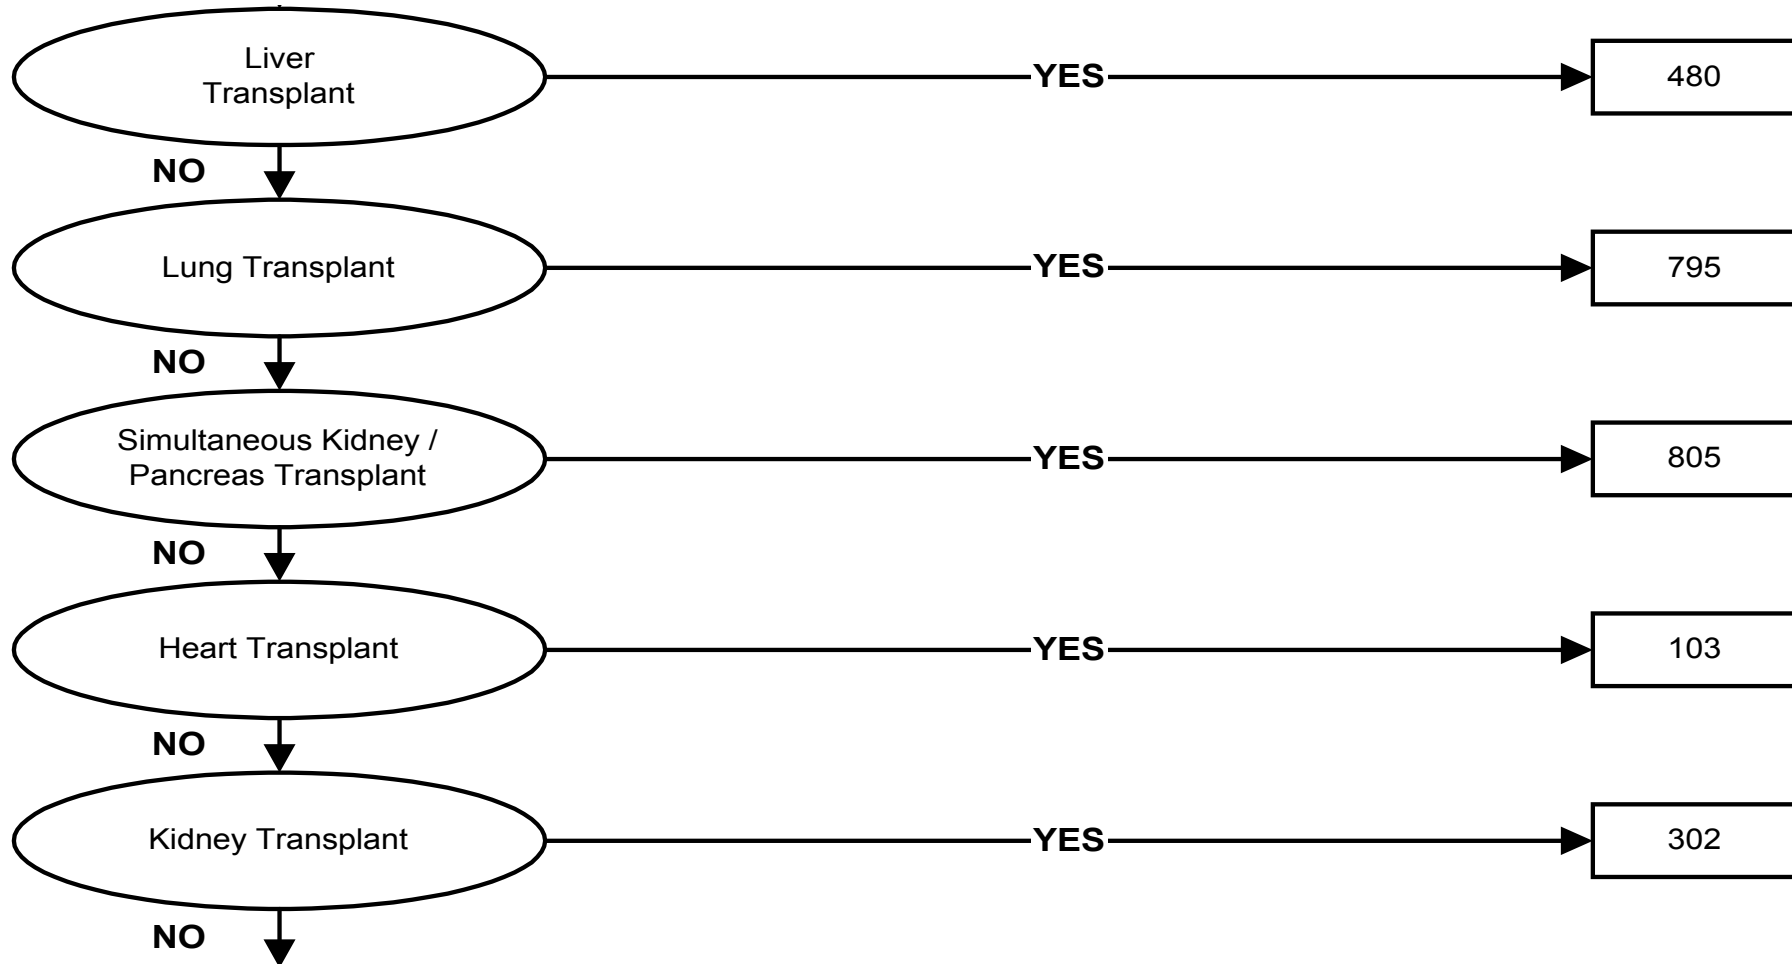 Liver
Transplant
YES
480
NO
Lung Transplant
YES
795
NO
Simultaneous Kidney /
Pancreas Transplant
YES
805
NO
Heart Transplant
YES
103
NO
Kidney Transplant
YES
302
NO